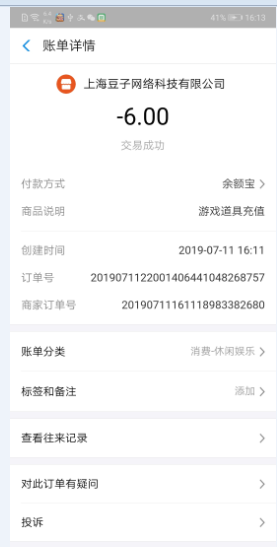 41% 16:13
账单详情
上海豆子网络科技有限公司
-6.00
交易成功
付款方式 余额宝
商品说明 游戏道具充值
创建时间 2019-07-11 16:11
订单号 2019071122001406441048268757
商家订单号 20190711161118983382680
账单分类 消费-休闲娱乐
标签和备注 添加
查看往来记录
对此订单有疑问
投诉